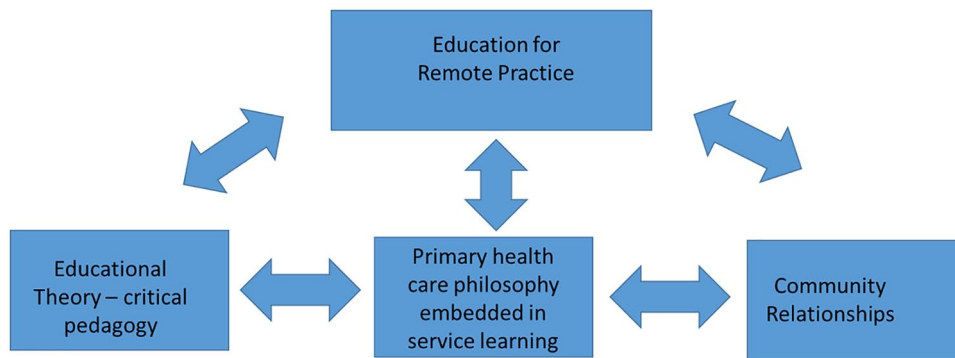 Education for
Remote Practice
Educational
Theory – critical
pedagogy
Primary health
care philosophy
embedded in
service learning
Community
Relationships